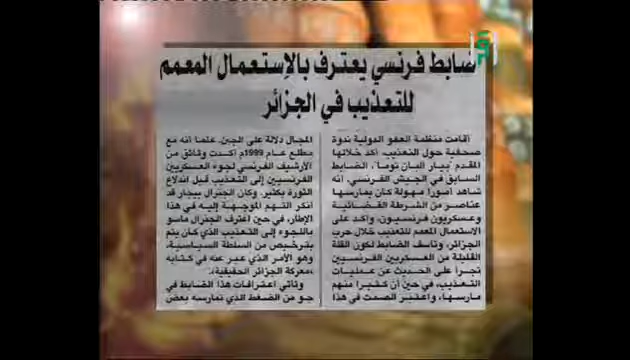 ضابط فرنسي يعترف بالإستعمال المعمم
للتعذيب في الجزائر
أقامت منظمة العفو الدولية ندوة
صحفية حول التعذيب، أكد خلالها
المقدم "بيار البان توما"، الضابط
السابق في الجيش الفرنسي، أنه
شاهد أمورا مهولة كان يمارسها
عناصر من الشرطة القضائية
وعسكريون فرنسيون، وأكد على
الاستعمال المعمم للتعذيب خلال حرب
الجزائر، وتأسف الضابط لكون القلة
القليلة من العسكريين الفرنسيين
تجرأ على الحديث عن عمليات
التعذيب، في حين أن كثيرا منهم
مارسها، واعتبر الصمت في هذا
المجال دلالة على الجبن، علما أنه مع
مطلع عام 1999م أكدت وثائق من
الأرشيف الفرنسي لجوء العسكريين
الفرنسيين إلى التعذيب قبل اندلاع
الثورة بكثير، وكان الجنرال بيجار قد
أنكر التهم الموجهة إليه في هذا
الإطار، في حين اعترف الجنرال ماسو
باللجوء إلى التعذيب الذي كان يتم
بترخيص من السلطة السياسية،
وهو الأمر الذي عبر عنه في كتابه
«معركة الجزائر الحقيقية».
وتأتي اعترافات هذا الضابط في
جو من الضغط الذي تمارسه بعض